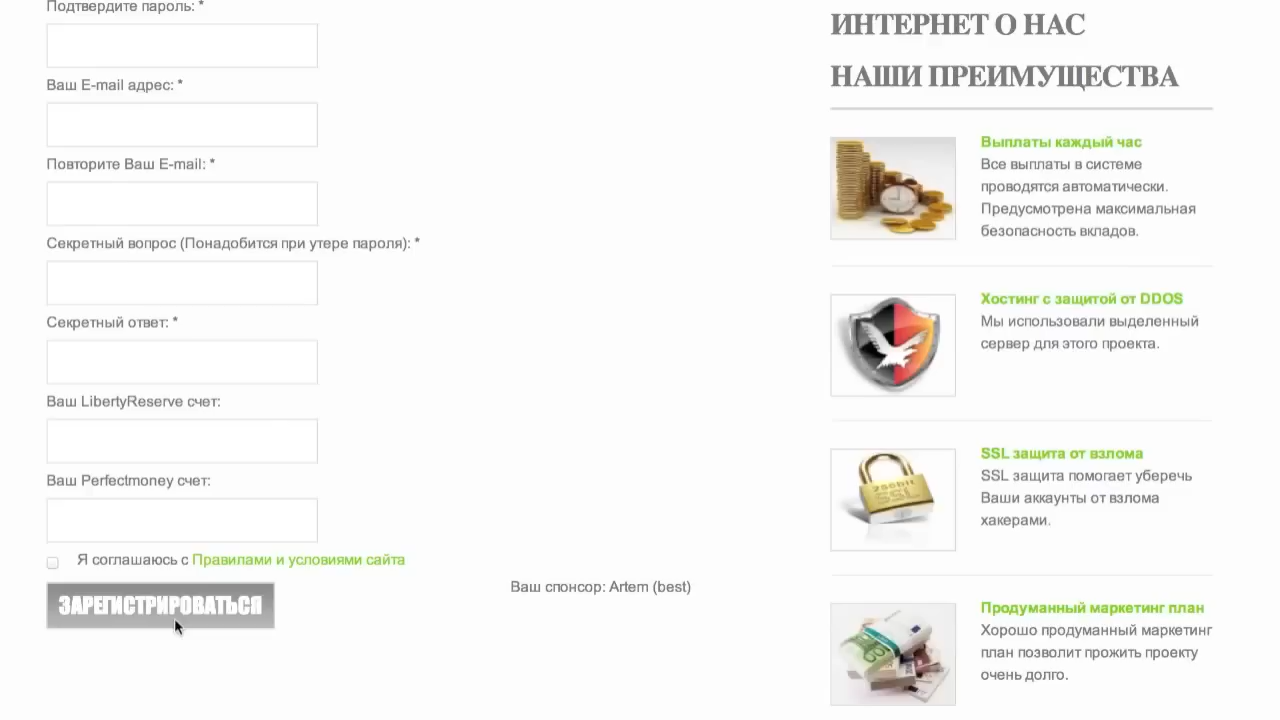 Подтвердите пароль: *
Ваш E-mail адрес: *
Повторите Ваш E-mail: *
Секретный вопрос (Понадобится при утере пароля): *
Секретный ответ: *
Ваш LibertyReserve счет:
Ваш Perfectmoney счет:
Я соглашаюсь с Правилами и условиями сайта
ЗАРЕГИСТРИРОВАТЬСЯ
Ваш спонсор: Artem (best)
ИНТЕРНЕТ О НАС
НАШИ ПРЕИМУЩЕСТВА
Выплаты каждый час
Все выплаты в системе
проводятся автоматически.
Предусмотрена максимальная
безопасность вкладов.
Хостинг с защитой от DDOS
Мы использовали выделенный
сервер для этого проекта.
256bit
SSL
SSL защита от взлома
SSL защита помогает уберечь
Ваши аккаунты от взлома
хакерами.
Продуманный маркетинг план
Хорошо продуманный маркетинг
план позволит прожить проекту
очень долго.